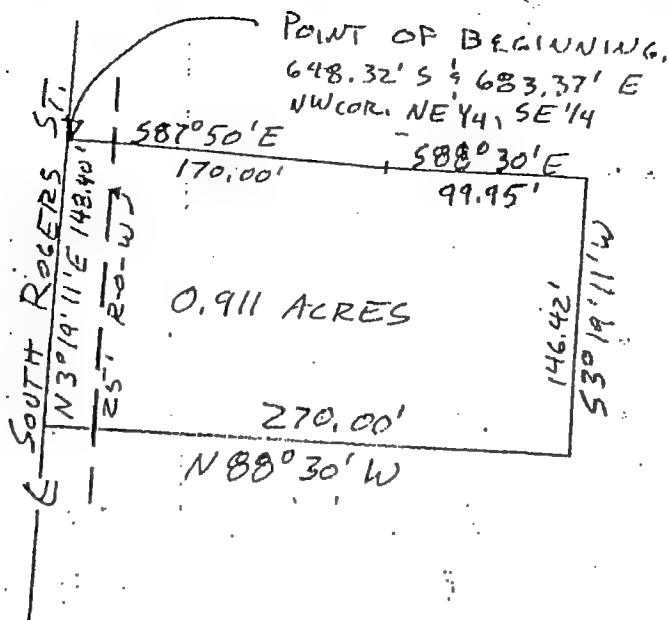 POINT OF BEGINNING,
648.32' S & 683.37' E
NW COR. NE 1/4, SE 1/4
S87°50'E
170.00'
S88°30'E
99.95'
℄ SOUTH ROGERS ST.
N3°19'11"E 148.40'
25' R-O-W
0.911 ACRES
146.42'
S3°19'11"W
270.00'
N88°30'W